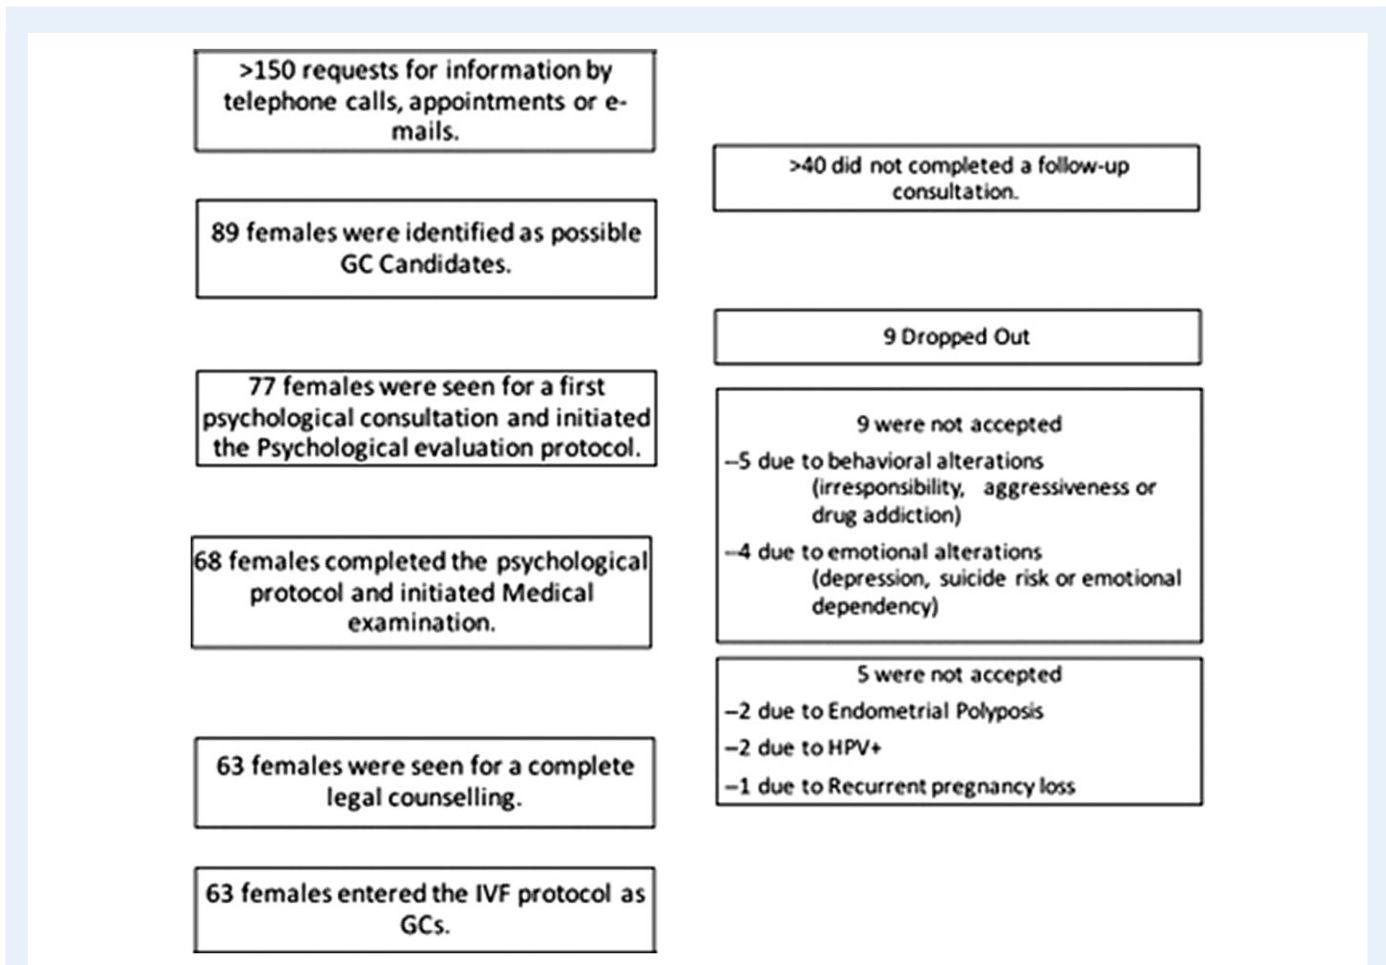 >150 requests for information by
telephone calls, appointments or e-
mails.
>40 did not completed a follow-up
consultation.
89 females were identified as possible
GC Candidates.
9 Dropped Out
77 females were seen for a first
psychological consultation and initiated
the Psychological evaluation protocol.
9 were not accepted
–5 due to behavioral alterations
(irresponsibility, aggressiveness or
drug addiction)
–4 due to emotional alterations
(depression, suicide risk or emotional
dependency)
68 females completed the psychological
protocol and initiated Medical
examination.
5 were not accepted
–2 due to Endometrial Polyposis
–2 due to HPV+
–1 due to Recurrent pregnancy loss
63 females were seen for a complete
legal counselling.
63 females entered the IVF protocol as
GCs.